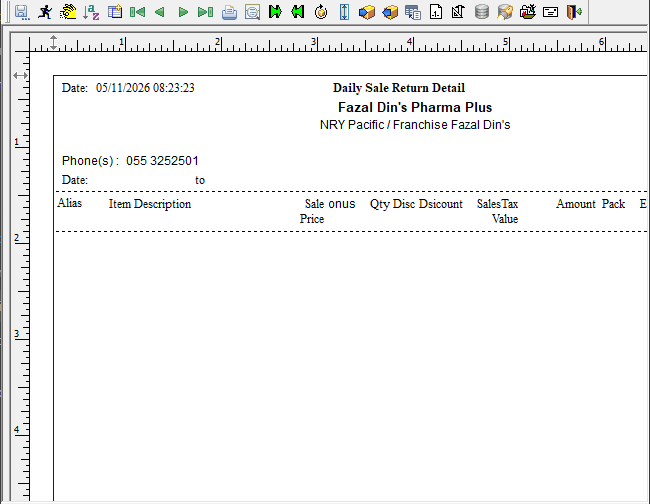 1 2 3 4 5 6
Date: 05/11/2026 08:23:23 Daily Sale Return Detail
Fazal Din's Pharma Plus
NRY Pacific / Franchise Fazal Din's
1
Phone(s) : 055 3252501
Date: to
Alias Item Description Sale onus Qty Disc Dsicount SalesTax Amount Pack E
Price Value
2
3
4